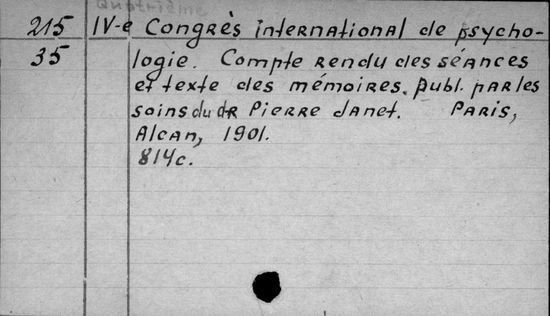 Quatrième
215 IV-e Congrès international de psycho-
35 logie. Compte rendu des séances
et texte des mémoires. Publ. par les
soins du dr Pierre Janet. Paris,
Alcan, 1901.
814c.